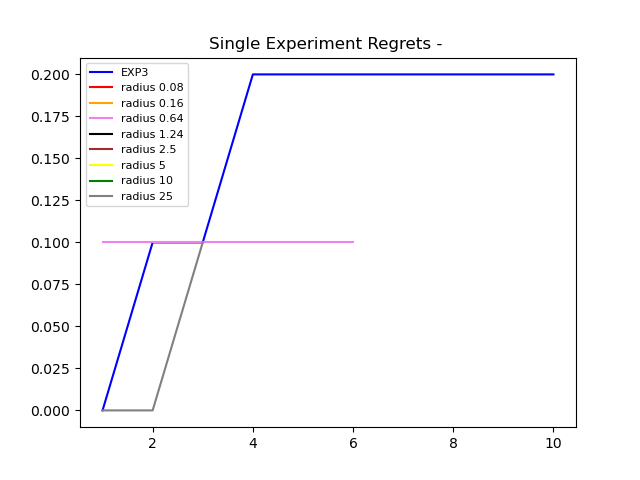 Single Experiment Regrets -
EXP3
radius 0.08
radius 0.16
radius 0.64
radius 1.24
radius 2.5
radius 5
radius 10
radius 25
0.200
0.175
0.150
0.125
0.100
0.075
0.050
0.025
0.000
2 4 6 8 10